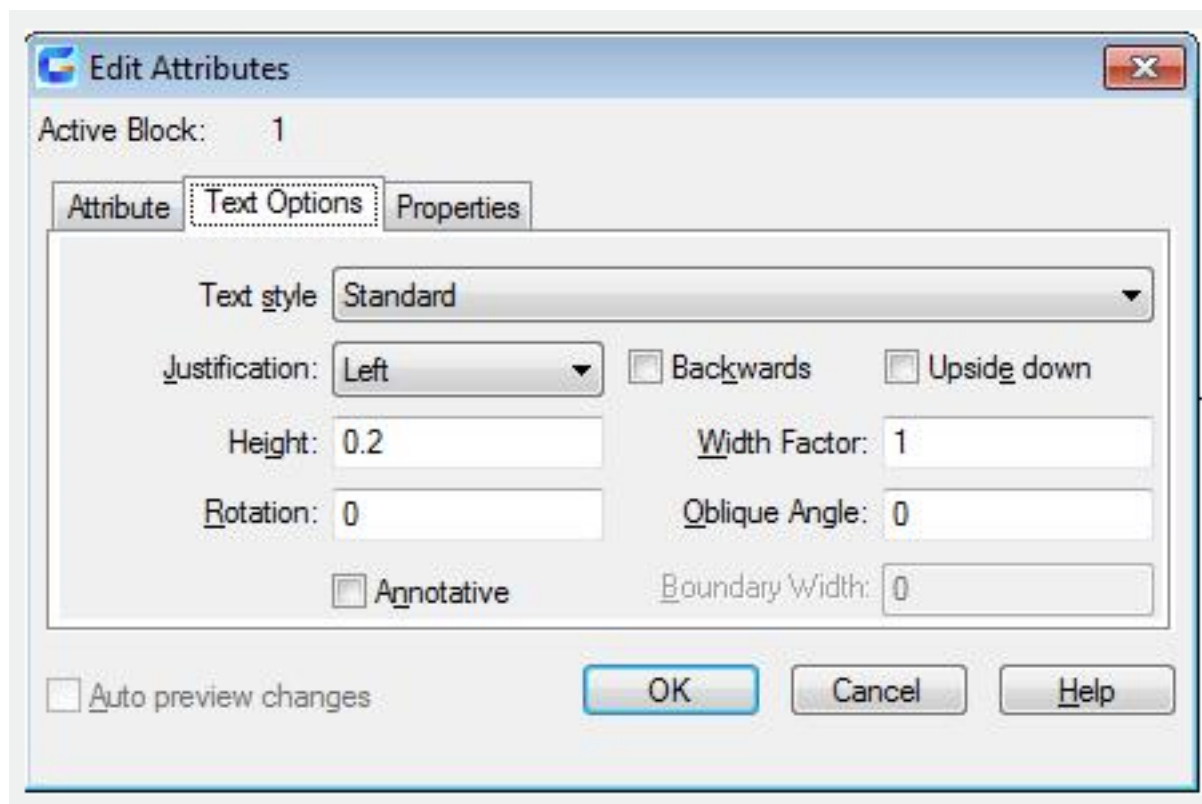 Edit Attributes
Active Block: 1
Attribute Text Options Properties
Text style Standard
Justification: Left Backwards Upside down
Height: 0.2 Width Factor: 1
Rotation: 0 Oblique Angle: 0
Annotative Boundary Width: 0
Auto preview changes OK Cancel Help